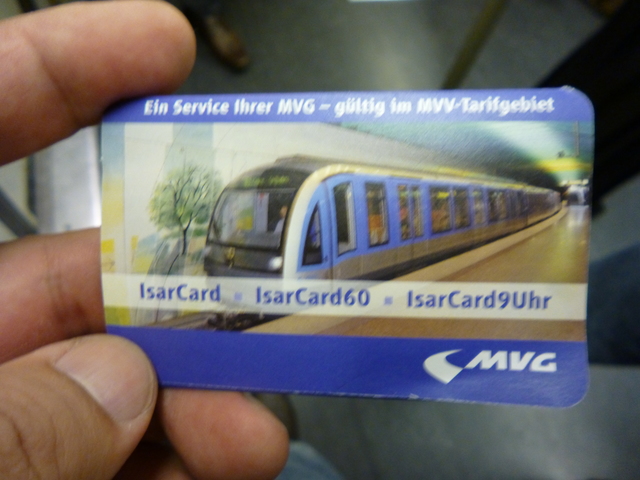 Ein Service Ihrer MVG – gültig im MVV-Tarifgebiet
IsarCard ▪ IsarCard60 ▪ IsarCard9Uhr
MVG